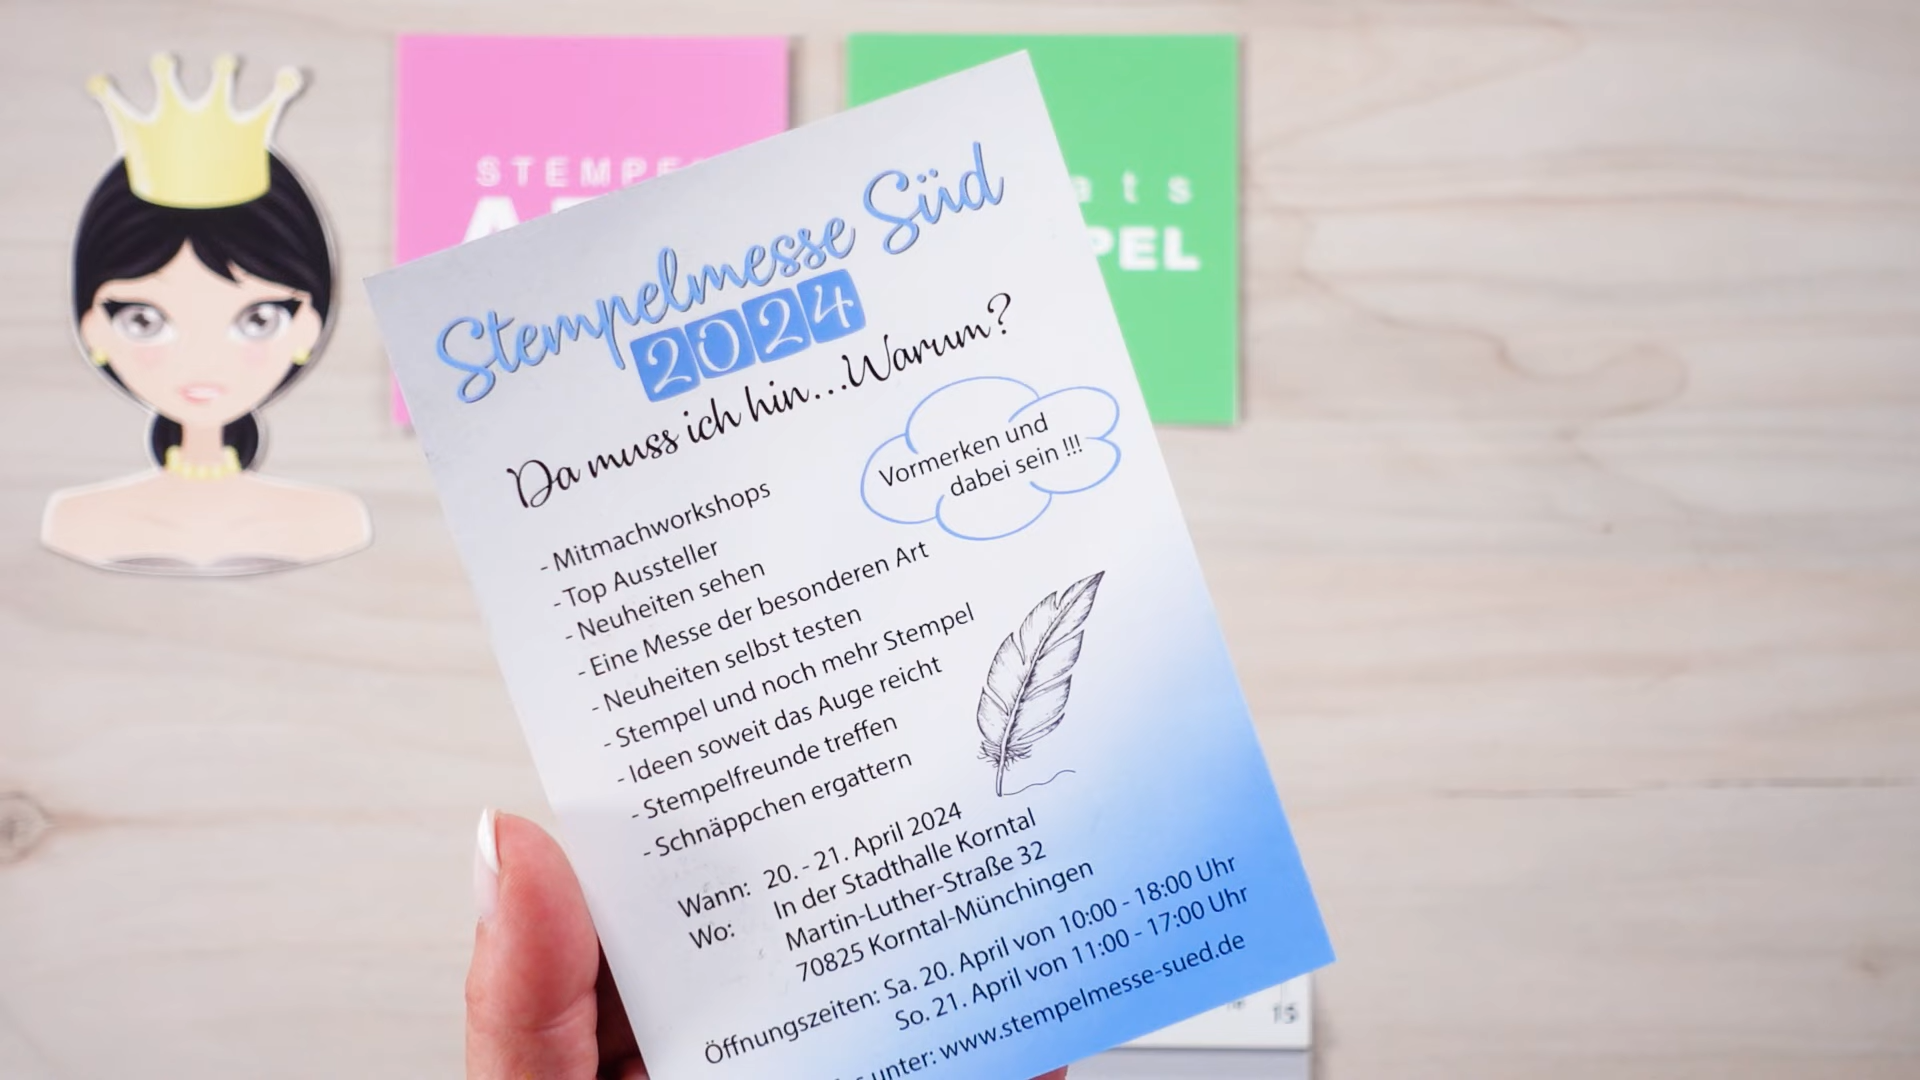 Stempelmesse Süd
2024
Da muss ich hin...Warum?
Vormerken und
dabei sein !!!
- Mitmachworkshops
- Top Aussteller
- Neuheiten sehen
- Eine Messe der besonderen Art
- Neuheiten selbst testen
- Stempel und noch mehr Stempel
- Ideen soweit das Auge reicht
- Stempelfreunde treffen
- Schnäppchen ergattern
Wann: 20. - 21. April 2024
Wo: In der Stadthalle Korntal
Martin-Luther-Straße 32
70825 Korntal-Münchingen
Öffnungszeiten: Sa. 20. April von 10:00 - 18:00 Uhr
So. 21. April von 11:00 - 17:00 Uhr
unter: www.stempelmesse-sued.de
15